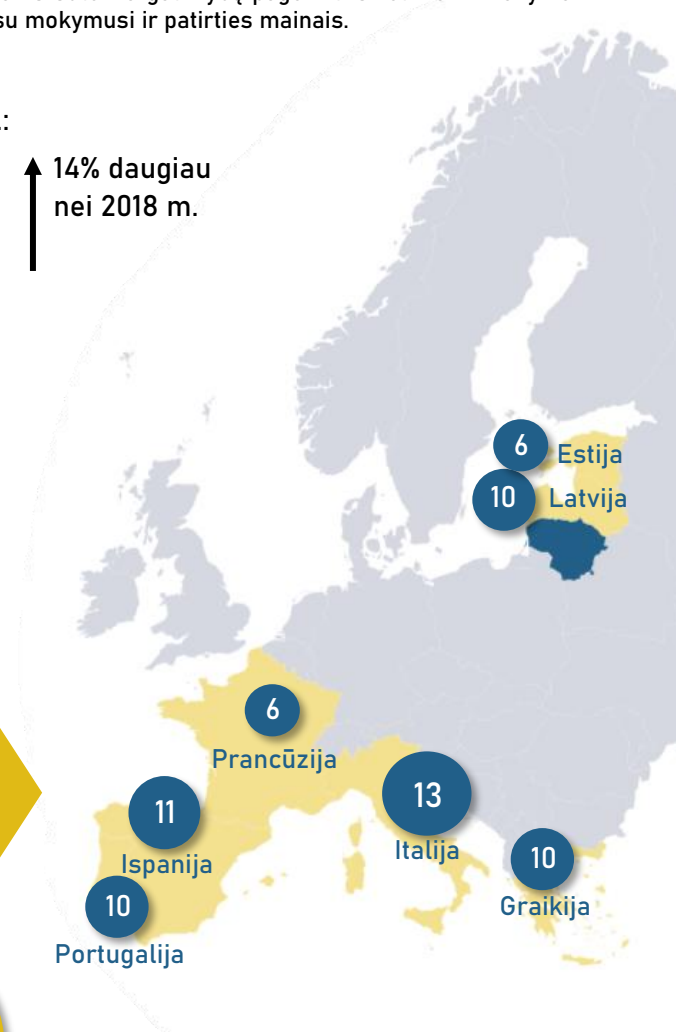 su mokymusi ir patirties mainais.
14% daugiau
nei 2018 m.
6
Estija
10
Latvija
6
Prancūzija
11
Ispanija
13
Italija
10
Graikija
10
Portugalija